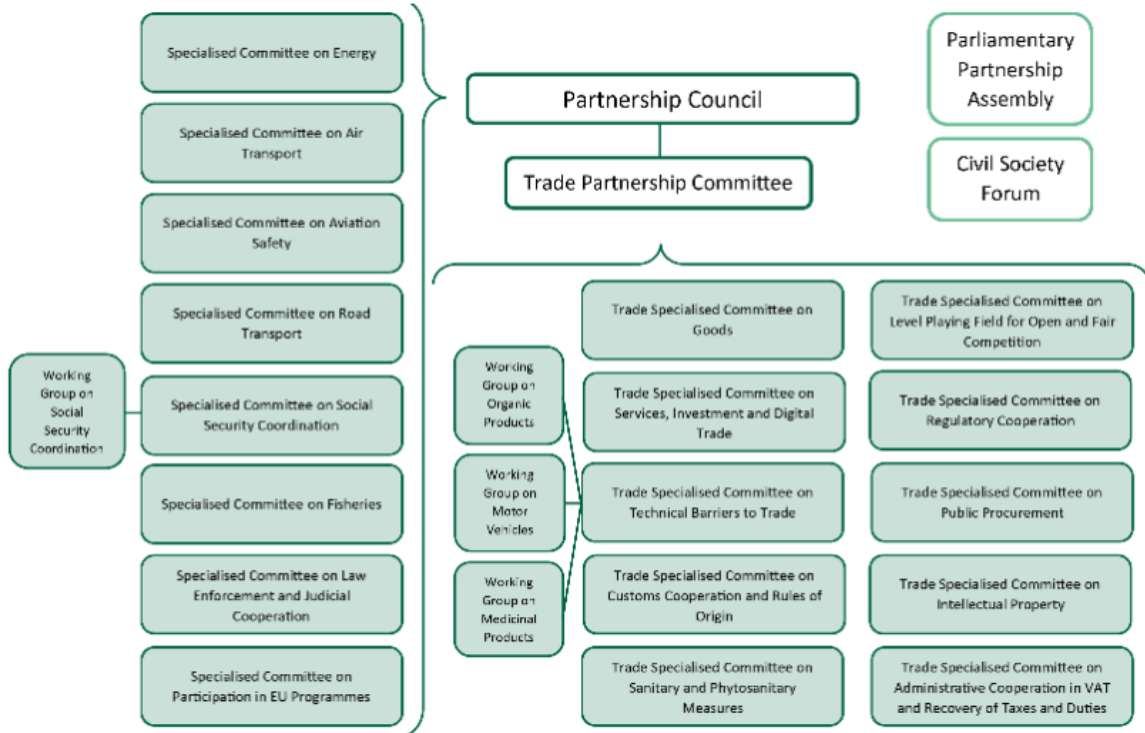 Specialised Committee on Energy
Specialised Committee on Air
Transport
Specialised Committee on Aviation
Safety
Specialised Committee on Road
Transport
Working
Group on
Social
Security
Coordination
Specialised Committee on Social
Security Coordination
Specialised Committee on Fisheries
Specialised Committee on Law
Enforcement and Judicial
Cooperation
Specialised Committee on
Participation in EU Programmes
Partnership Council
Trade Partnership Committee
Parliamentary
Partnership
Assembly
Civil Society
Forum
Working
Group on
Organic
Products
Working
Group on
Motor
Vehicles
Working
Group on
Medicinal
Products
Trade Specialised Committee on
Goods
Trade Specialised Committee on
Services, Investment and Digital
Trade
Trade Specialised Committee on
Technical Barriers to Trade
Trade Specialised Committee on
Customs Cooperation and Rules of
Origin
Trade Specialised Committee on
Sanitary and Phytosanitary
Measures
Trade Specialised Committee on
Level Playing Field for Open and Fair
Competition
Trade Specialised Committee on
Regulatory Cooperation
Trade Specialised Committee on
Public Procurement
Trade Specialised Committee on
Intellectual Property
Trade Specialised Committee on
Administrative Cooperation in VAT
and Recovery of Taxes and Duties